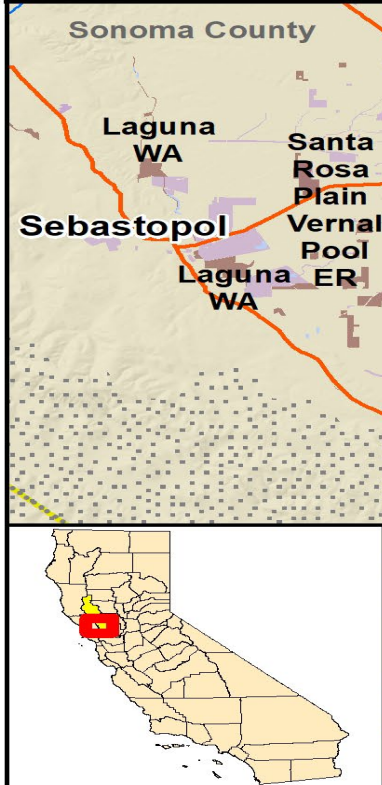 Sonoma County
Laguna
WA
Santa
Rosa
Plain
Vernal
Pool
ER
Sebastopol
Laguna
WA